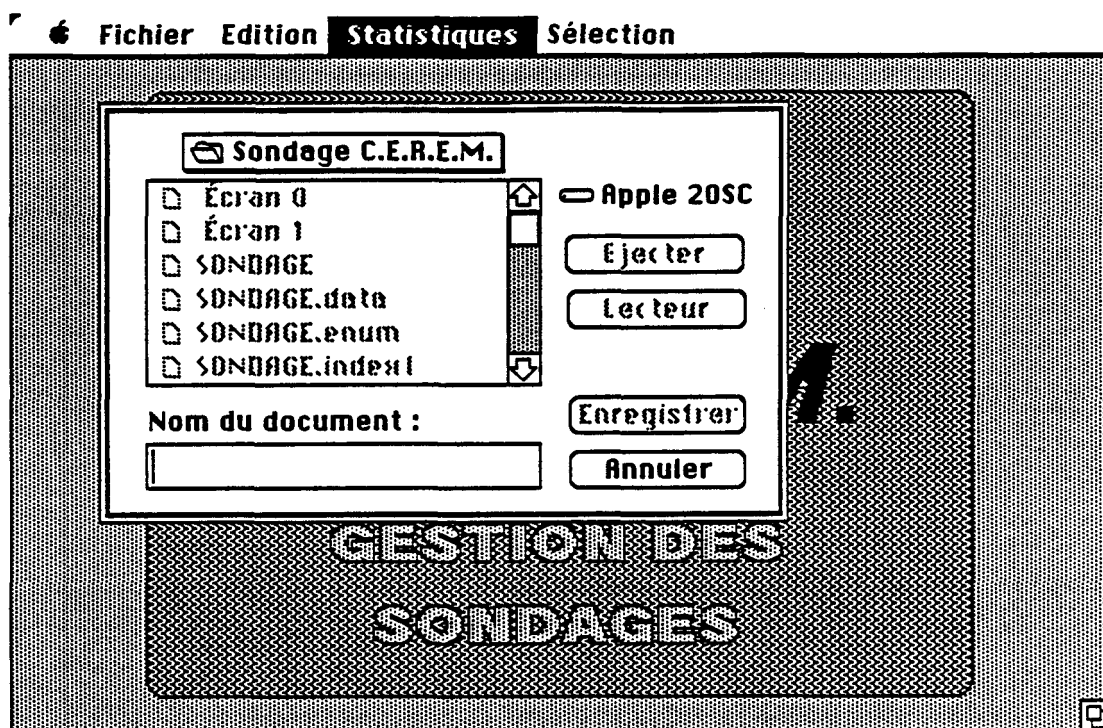 Fichier Edition Statistiques Sélection
Sondage C.E.R.E.M.
Écran 0
Écran 1
SONDAGE
SONDAGE.data
SONDAGE.enum
SONDAGE.index1
Apple 20SC
Ejecter
Lecteur
Nom du document :
Enregistrer
Annuler
M.
GESTION DES
SONDAGES